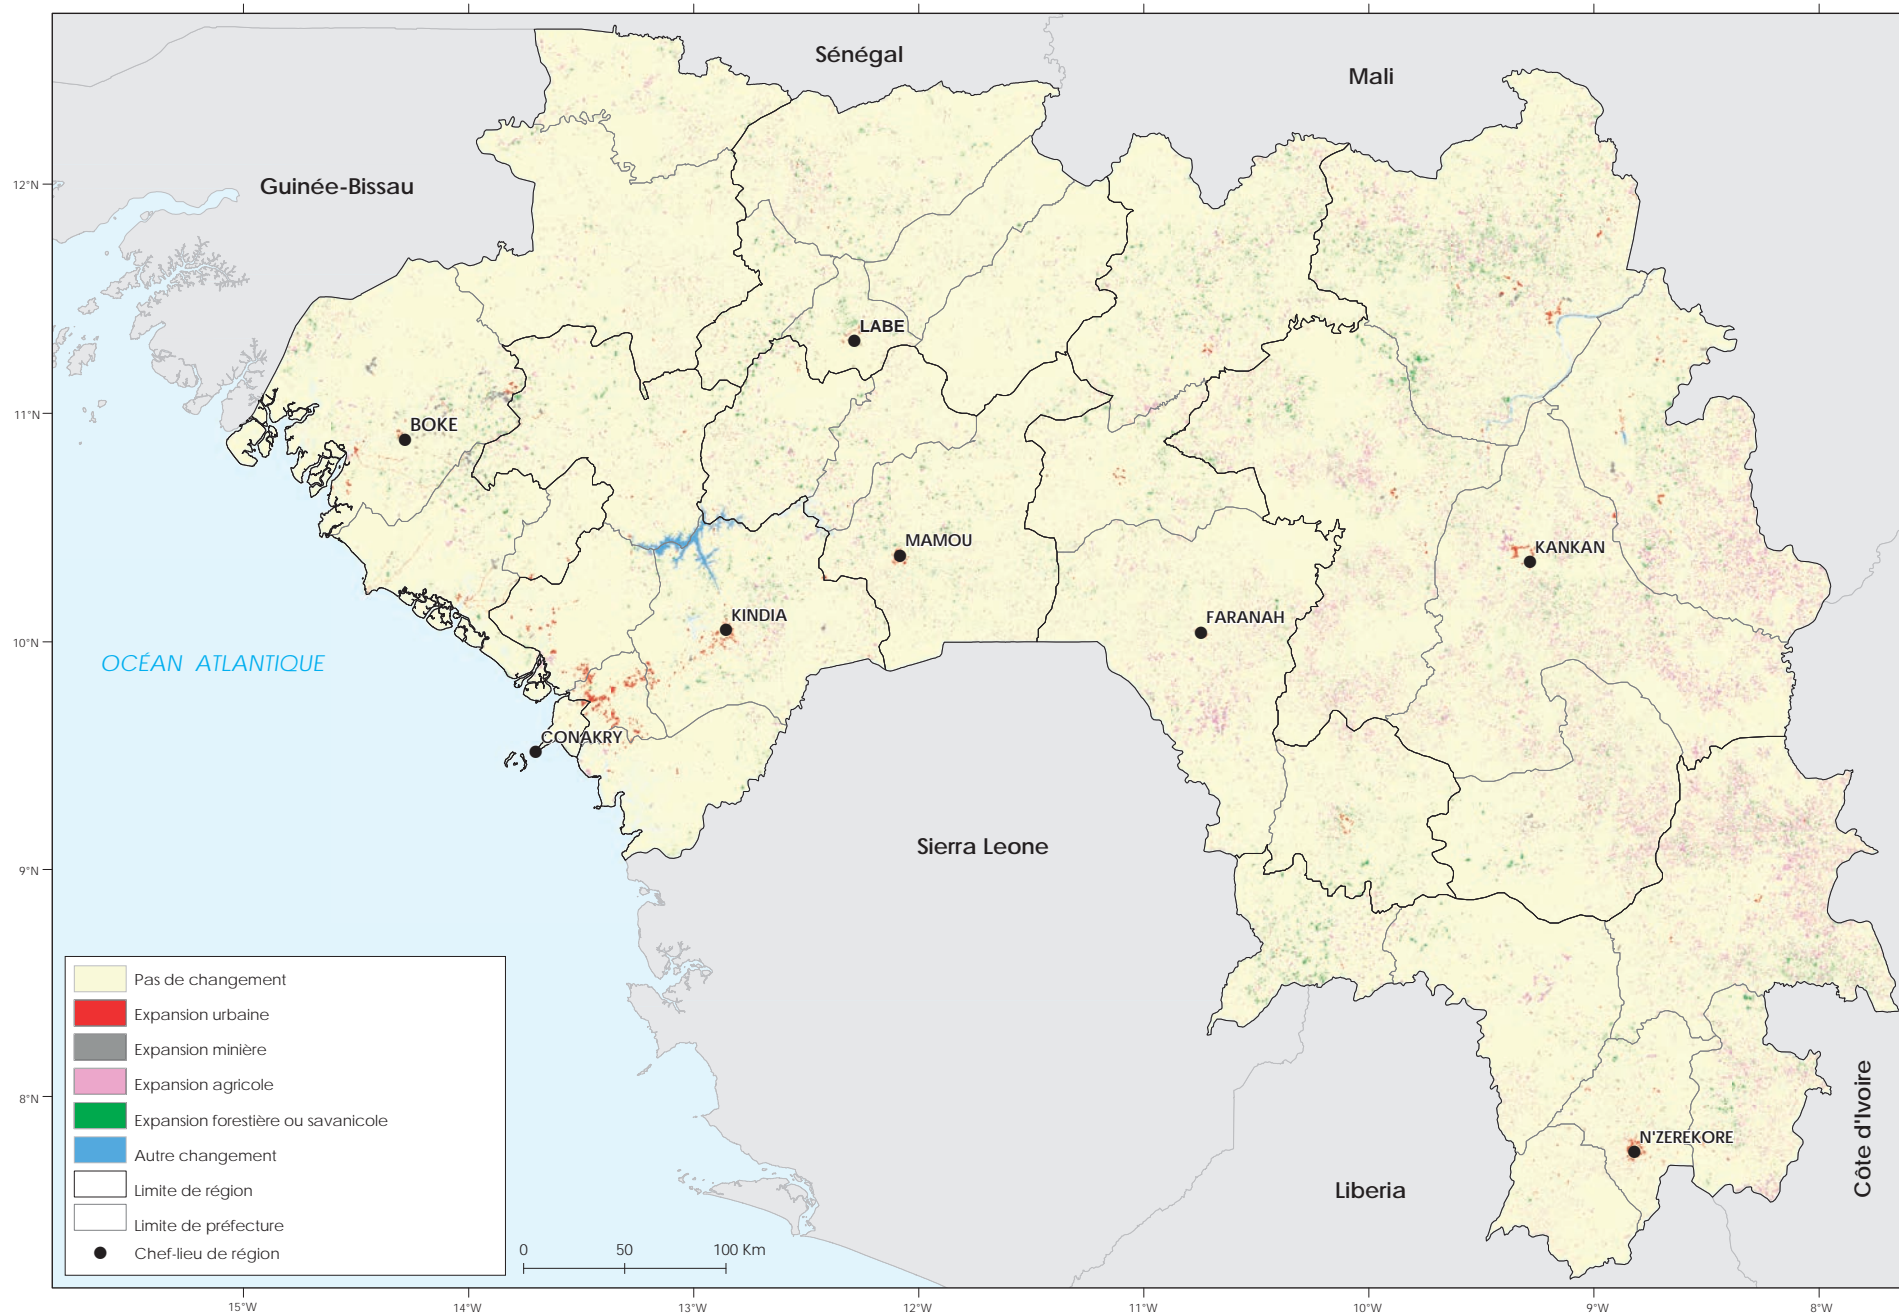 Sénégal
Mali
12°N
Guinée-Bissau
LABE
11°N
BOKE
MAMOU
KANKAN
KINDIA
FARANAH
10°N
OCÉAN ATLANTIQUE
CONAKRY
Sierra Leone
9°N
Pas de changement
Expansion urbaine
Expansion minière
Expansion agricole
Expansion forestière ou savanicole
Autre changement
Limite de région
Limite de préfecture
Chef-lieu de région
8°N
N'ZEREKORE
Côte d'Ivoire
Liberia
0 50 100 Km
15°W 14°W 13°W 12°W 11°W 10°W 9°W 8°W